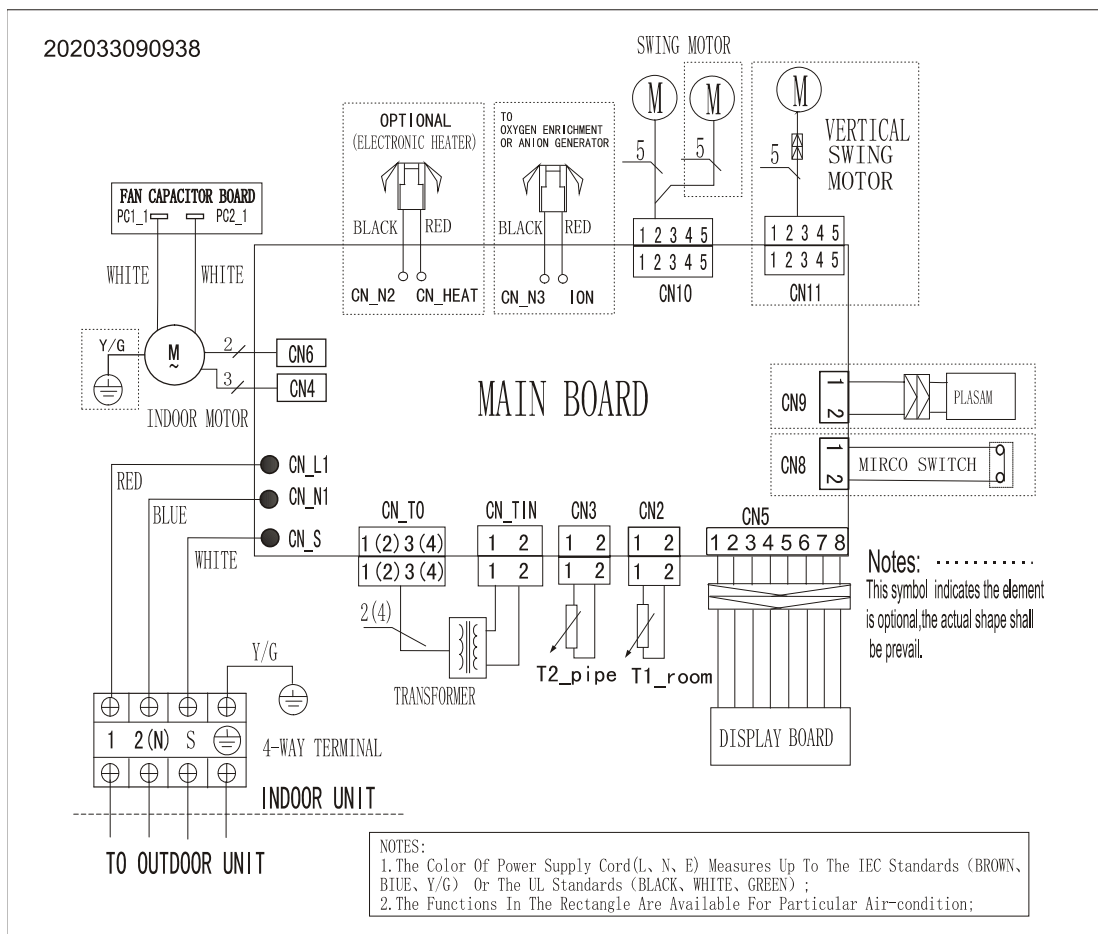 202033090938
SWING MOTOR
M
M
M
5
5
5
VERTICAL
SWING
MOTOR
OPTIONAL
(ELECTRONIC HEATER)
BLACK
RED
CN_N2
CN_HEAT
TO
OXYGEN ENRICHMENT
OR ANION GENERATOR
BLACK
RED
CN_N3
ION
1 2 3 4 5
1 2 3 4 5
CN10
1 2 3 4 5
1 2 3 4 5
CN11
FAN CAPACITOR BOARD
PC1_1
PC2_1
WHITE
WHITE
Y/G
M
~
2
3
CN6
CN4
INDOOR MOTOR
MAIN BOARD
CN9
1
2
PLASAM
CN8
1
2
MIRCO SWITCH
RED
CN_L1
BLUE
CN_N1
WHITE
CN_S
CN_TO
1(2)3(4)
1(2)3(4)
2(4)
CN_TIN
1 2
1 2
TRANSFORMER
CN3
1 2
1 2
T2_pipe
CN2
1 2
1 2
T1_room
CN5
1 2 3 4 5 6 7 8
DISPLAY BOARD
Notes: ..........
This symbol indicates the element
is optional,the actual shape shall
be prevail.
Y/G
1 2(N) S
4-WAY TERMINAL
INDOOR UNIT
TO OUTDOOR UNIT
NOTES:
1.The Color Of Power Supply Cord(L、N、E) Measures Up To The IEC Standards (BROWN、
BIUE、Y/G) Or The UL Standards (BLACK、WHITE、GREEN) ;
2.The Functions In The Rectangle Are Available For Particular Air-condition;